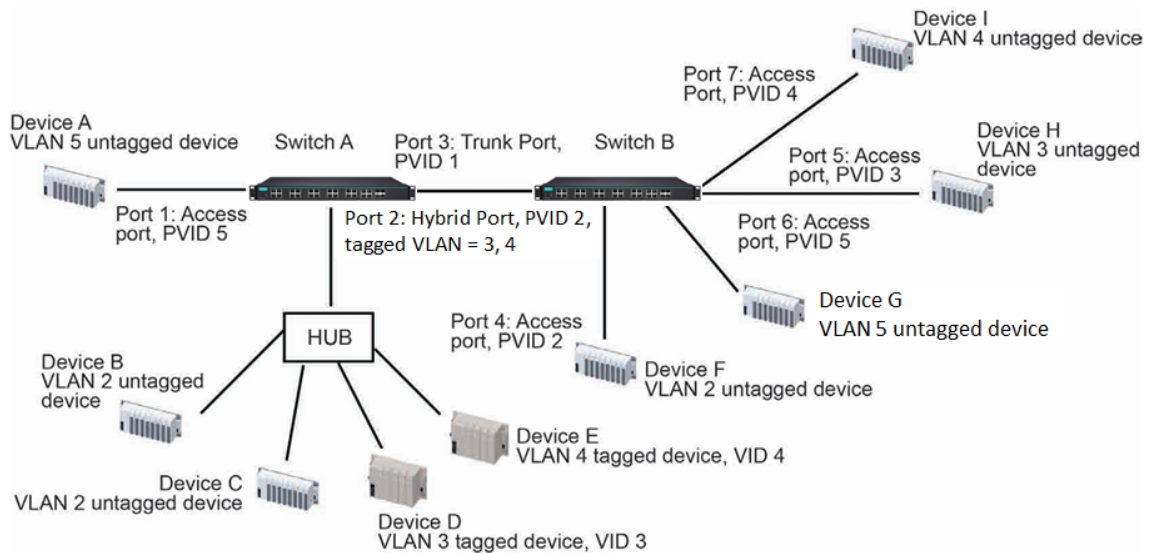 Device I
VLAN 4 untagged device
Port 7: Access
Port, PVID 4
Device A
VLAN 5 untagged device
Switch A
Port 3: Trunk Port,
PVID 1
Switch B
Device H
VLAN 3 untagged
device
Port 5: Access
port, PVID 3
Port 1: Access
port, PVID 5
Port 2: Hybrid Port, PVID 2,
tagged VLAN = 3, 4
Port 6: Access
port, PVID 5
Device G
VLAN 5 untagged device
HUB
Port 4: Access
port, PVID 2
Device B
VLAN 2 untagged
device
Device F
VLAN 2 untagged device
Device E
VLAN 4 tagged device, VID 4
Device C
VLAN 2 untagged device
Device D
VLAN 3 tagged device, VID 3